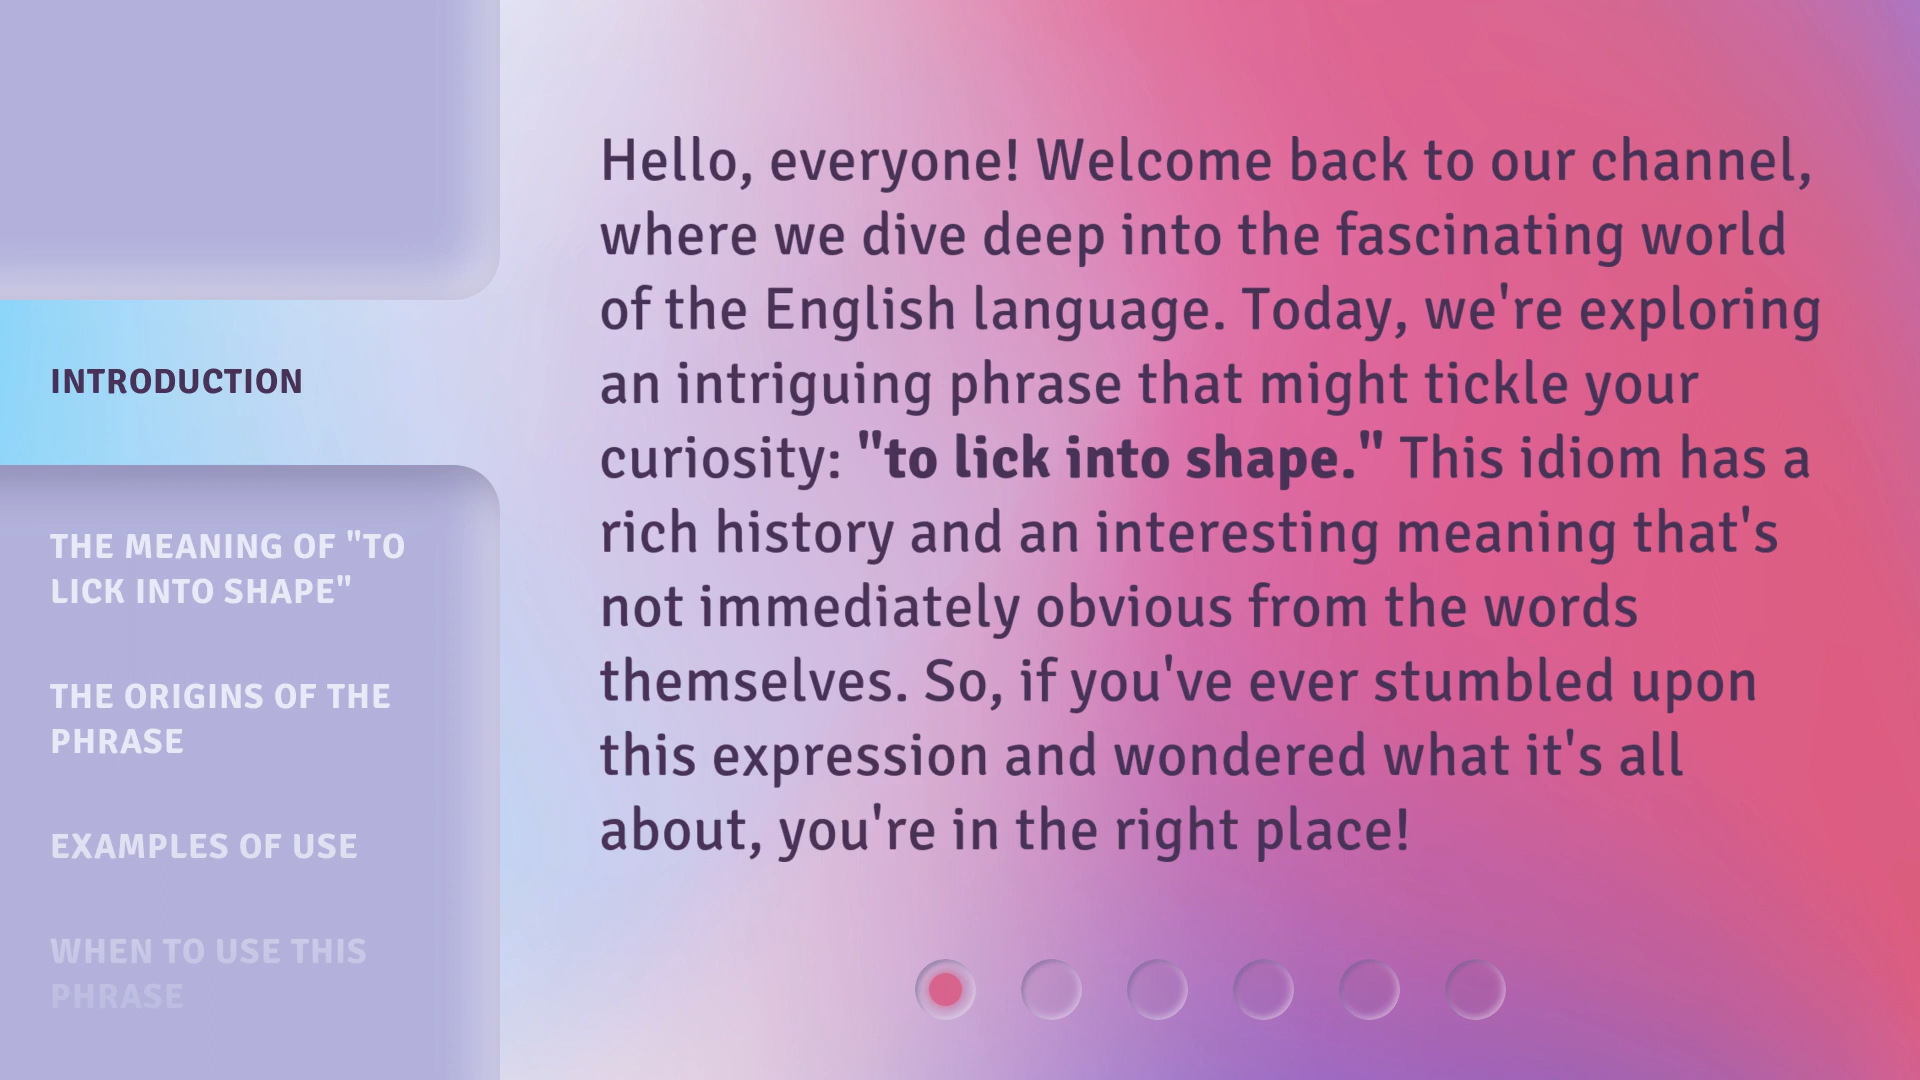 INTRODUCTION
THE MEANING OF "TO
LICK INTO SHAPE"
THE ORIGINS OF THE
PHRASE
EXAMPLES OF USE
WHEN TO USE THIS
PHRASE
Hello, everyone! Welcome back to our channel,
where we dive deep into the fascinating world
of the English language. Today, we're exploring
an intriguing phrase that might tickle your
curiosity: "to lick into shape." This idiom has a
rich history and an interesting meaning that's
not immediately obvious from the words
themselves. So, if you've ever stumbled upon
this expression and wondered what it's all
about, you're in the right place!